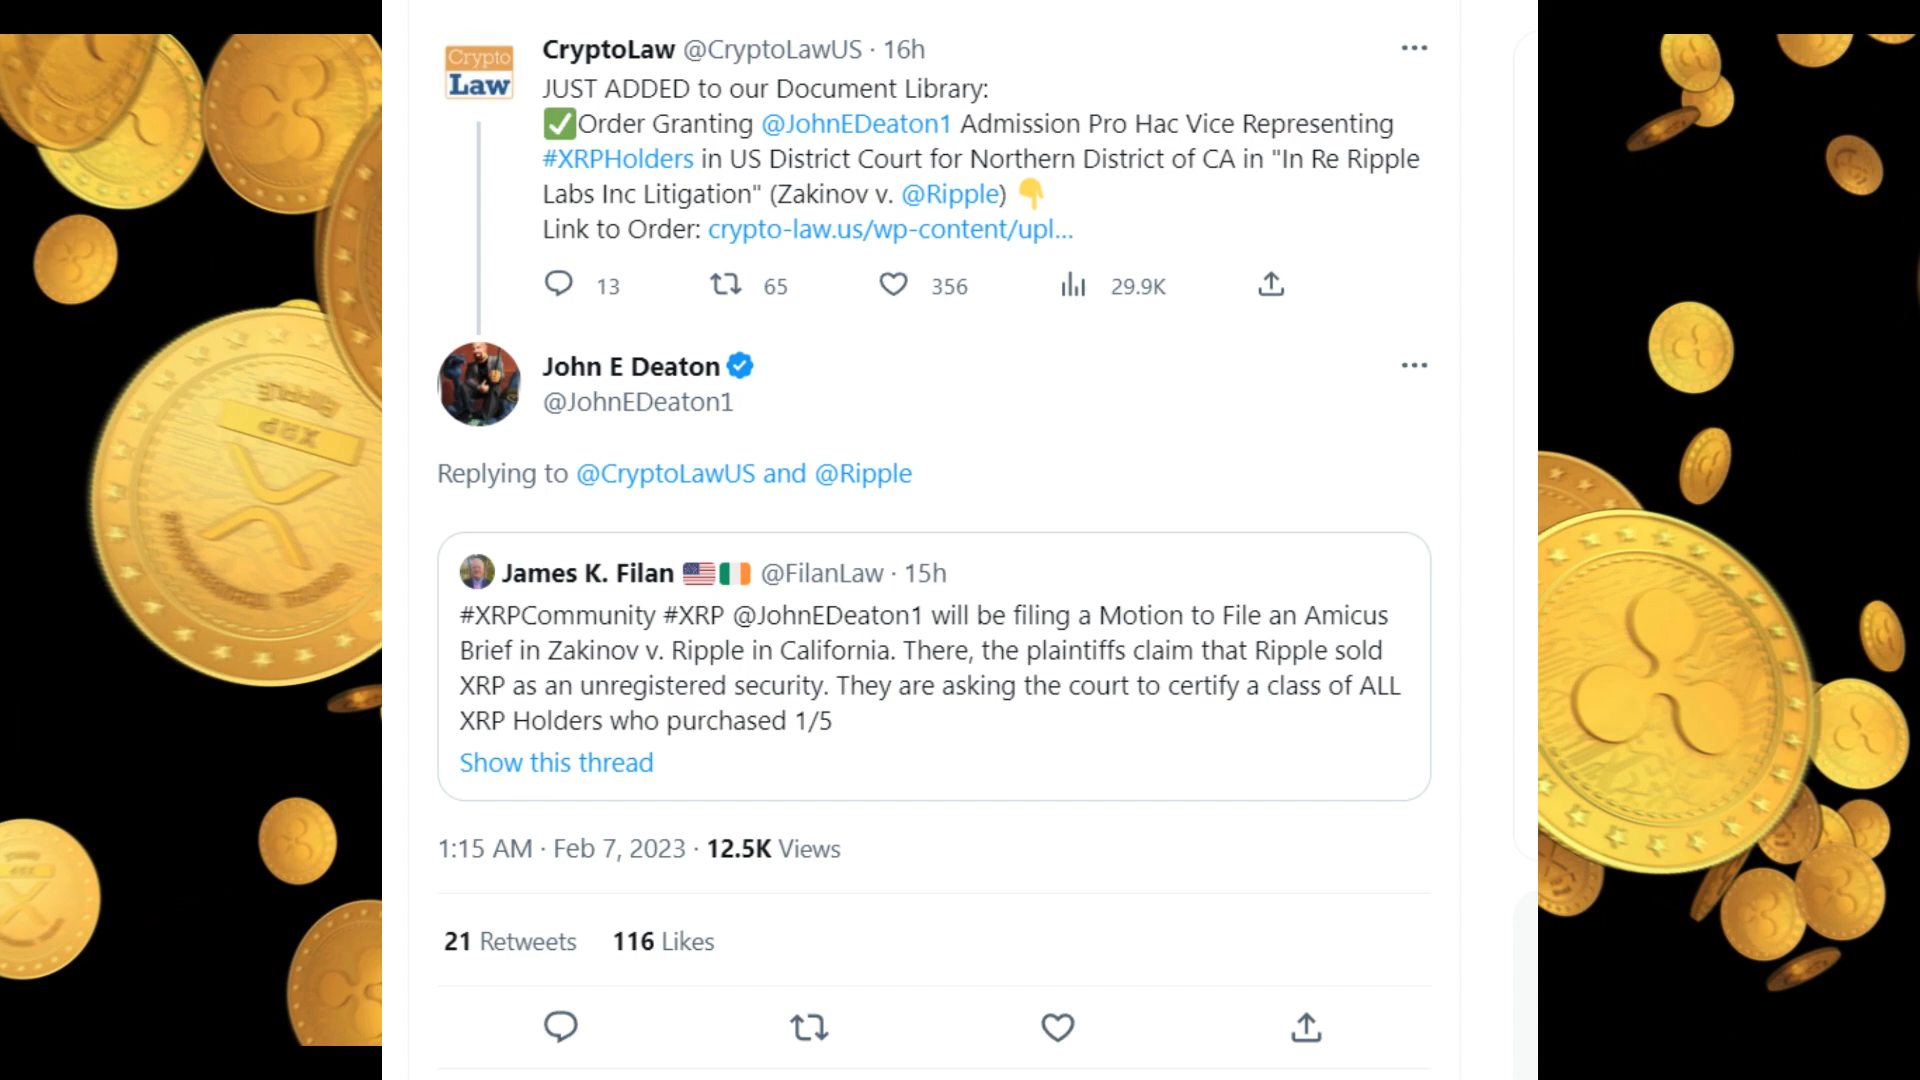 Crypto
Law
CryptoLaw @CryptoLawUS · 16h
JUST ADDED to our Document Library:
✅Order Granting @JohnEDeaton1 Admission Pro Hac Vice Representing
#XRPHolders in US District Court for Northern District of CA in "In Re Ripple
Labs Inc Litigation" (Zakinov v. @Ripple) 👇
Link to Order: crypto-law.us/wp-content/upl...
13 65 356 29.9K
John E Deaton
@JohnEDeaton1
Replying to @CryptoLawUS and @Ripple
James K. Filan 🇺🇸🇮🇪 @FilanLaw · 15h
#XRPCommunity #XRP @JohnEDeaton1 will be filing a Motion to File an Amicus
Brief in Zakinov v. Ripple in California. There, the plaintiffs claim that Ripple sold
XRP as an unregistered security. They are asking the court to certify a class of ALL
XRP Holders who purchased 1/5
Show this thread
1:15 AM · Feb 7, 2023 · 12.5K Views
21 Retweets 116 Likes
RIPPLE
XRP